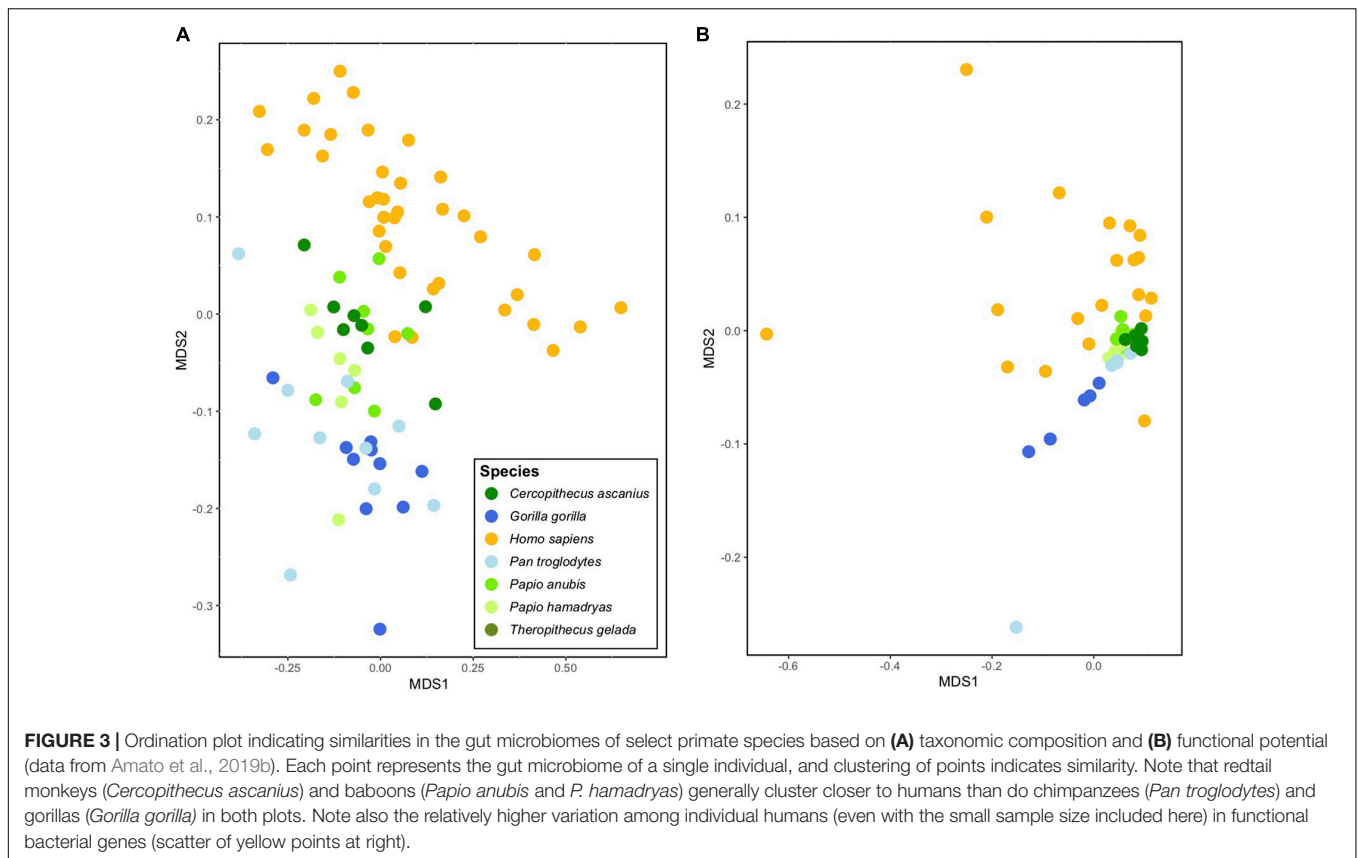 A
B
0.2
0.1
0.0
-0.1
-0.2
-0.3
MDS2
-0.25
0.00
0.25
0.50
MDS1
Species
Cercopithecus ascanius
Gorilla gorilla
Homo sapiens
Pan troglodytes
Papio anubis
Papio hamadryas
Theropithecus gelada
0.2
0.1
0.0
-0.1
-0.2
MDS2
-0.6
-0.4
-0.2
0.0
MDS1
FIGURE 3 | Ordination plot indicating similarities in the gut microbiomes of select primate species based on (A) taxonomic composition and (B) functional potential
(data from Amato et al., 2019b). Each point represents the gut microbiome of a single individual, and clustering of points indicates similarity. Note that redtail
monkeys (Cercopithecus ascanius) and baboons (Papio anubis and P. hamadryas) generally cluster closer to humans than do chimpanzees (Pan troglodytes) and
gorillas (Gorilla gorilla) in both plots. Note also the relatively higher variation among individual humans (even with the small sample size included here) in functional
bacterial genes (scatter of yellow points at right).